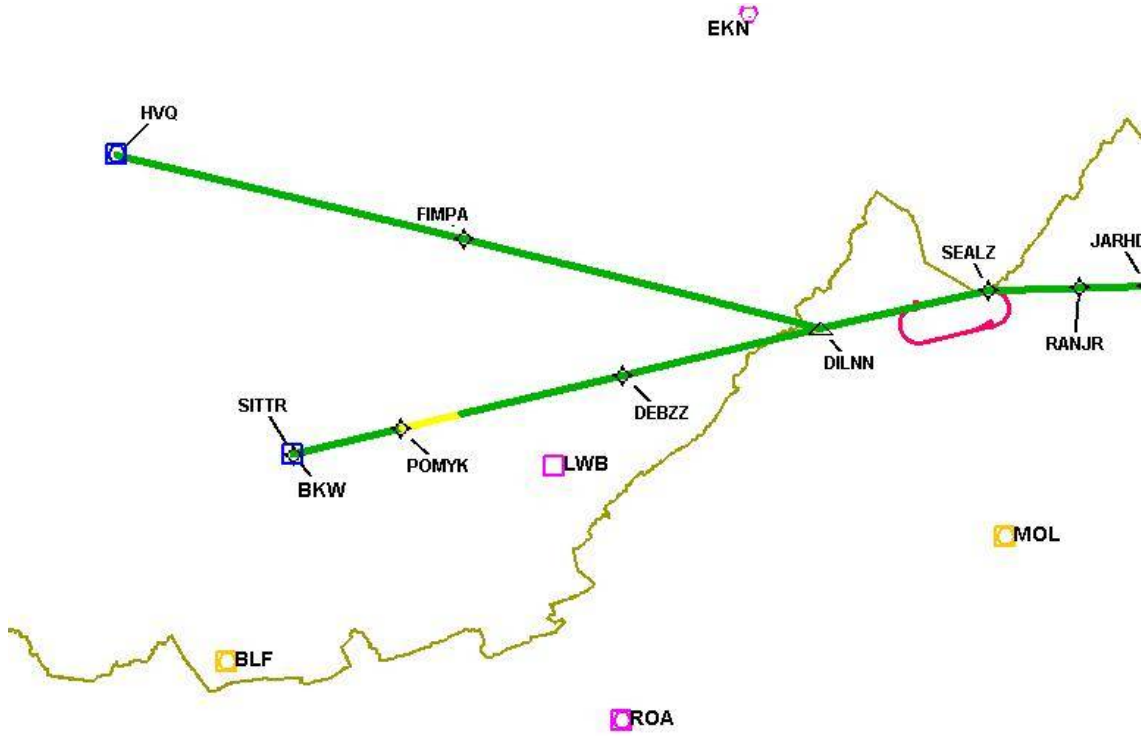 EKN
HVQ
FIMPA
SEALZ
JARHD
RANJR
DILNN
DEBZZ
SITTR
POMYK
LWB
BKW
MOL
BLF
ROA